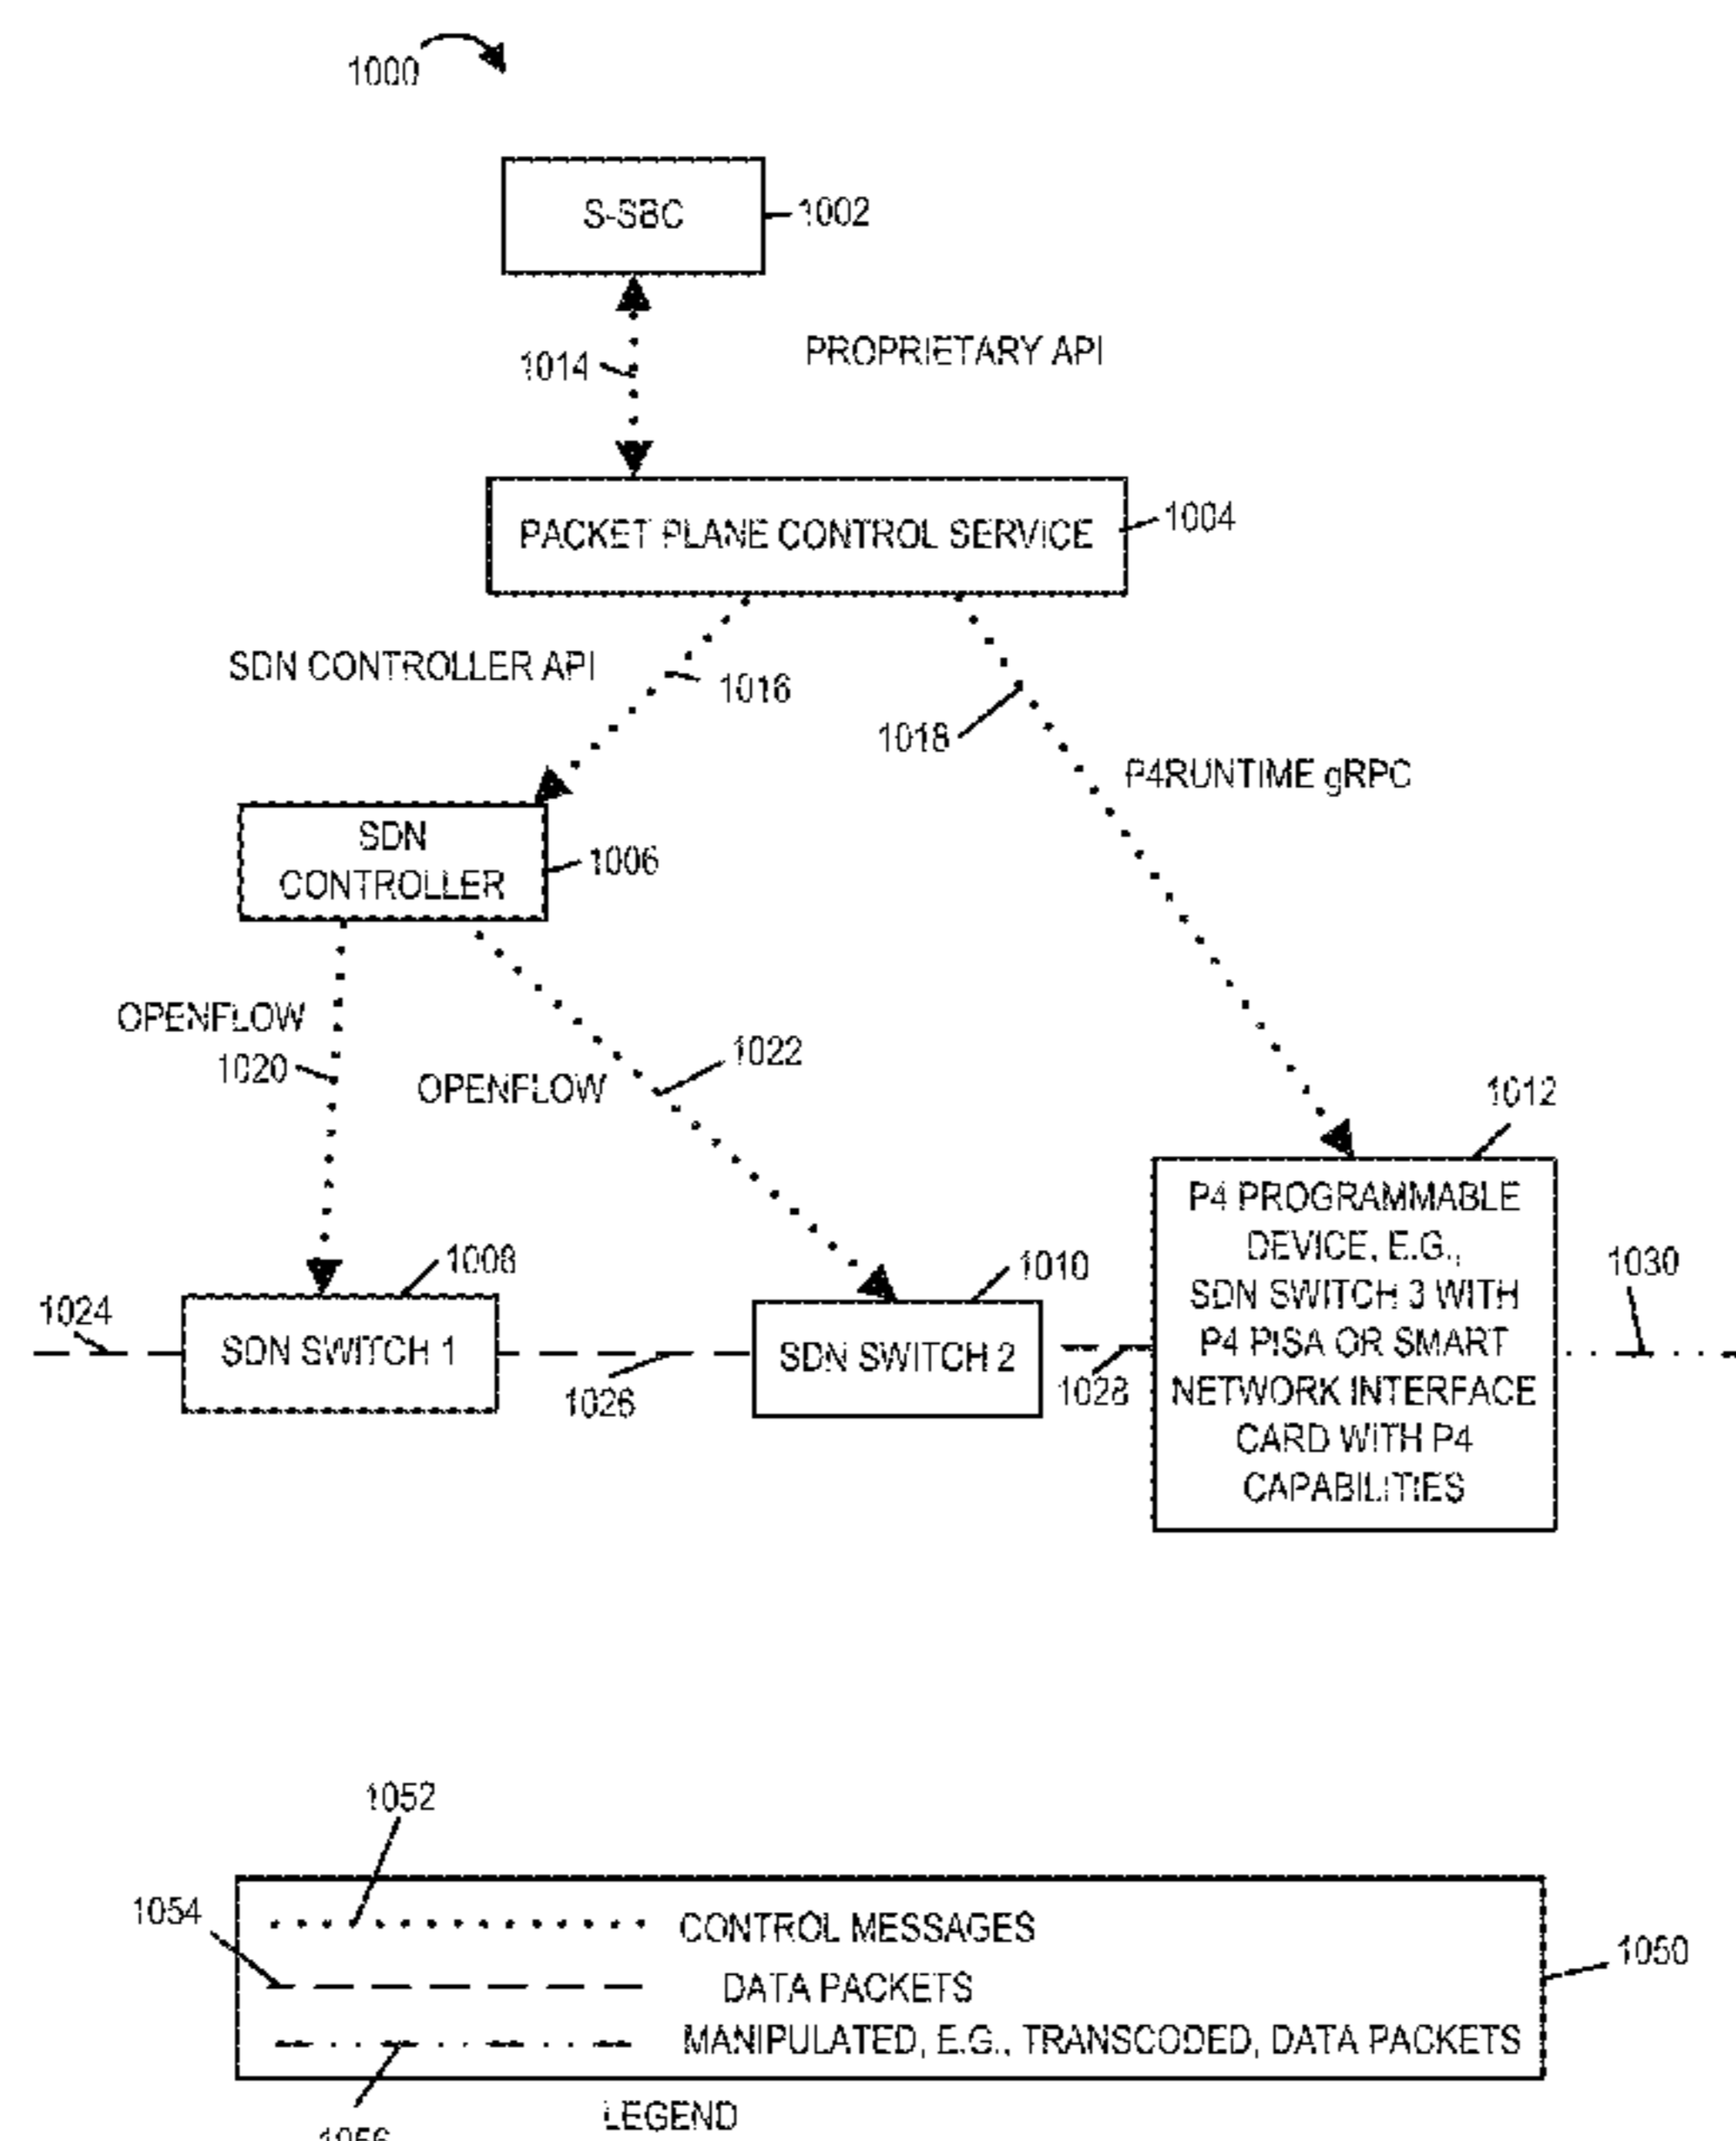 1000
S-SBC
1002
1014
PROPRIETARY API
PACKET PLANE CONTROL SERVICE
1004
SDN CONTROLLER API
1016
1018
P4RUNTIME gRPC
SDN
CONTROLLER
1006
OPENFLOW
1020
OPENFLOW
1022
1012
P4 PROGRAMMABLE
DEVICE, E.G.,
SDN SWITCH 3 WITH
P4 PISA OR SMART
NETWORK INTERFACE
CARD WITH P4
CAPABILITIES
1008
1010
1030
1024
SDN SWITCH 1
SDN SWITCH 2
1026
1028
1052
1054
CONTROL MESSAGES
1050
DATA PACKETS
MANIPULATED, E.G., TRANSCODED, DATA PACKETS
LEGEND
1056